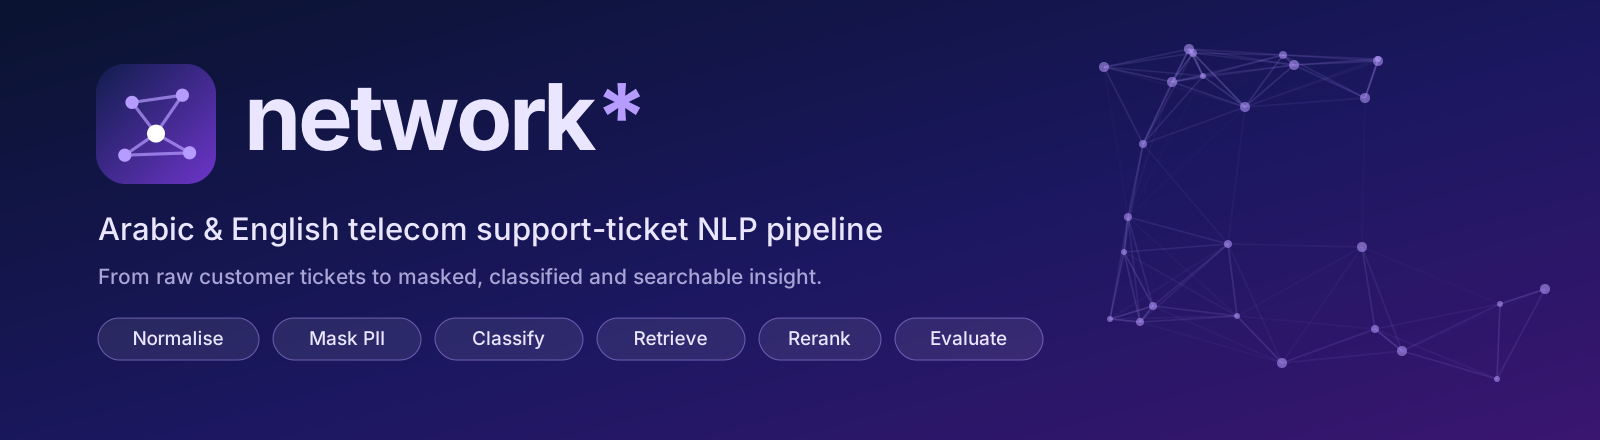 network*
Arabic & English telecom support-ticket NLP pipeline
From raw customer tickets to masked, classified and searchable insight.
Normalise Mask PII Classify Retrieve Rerank Evaluate